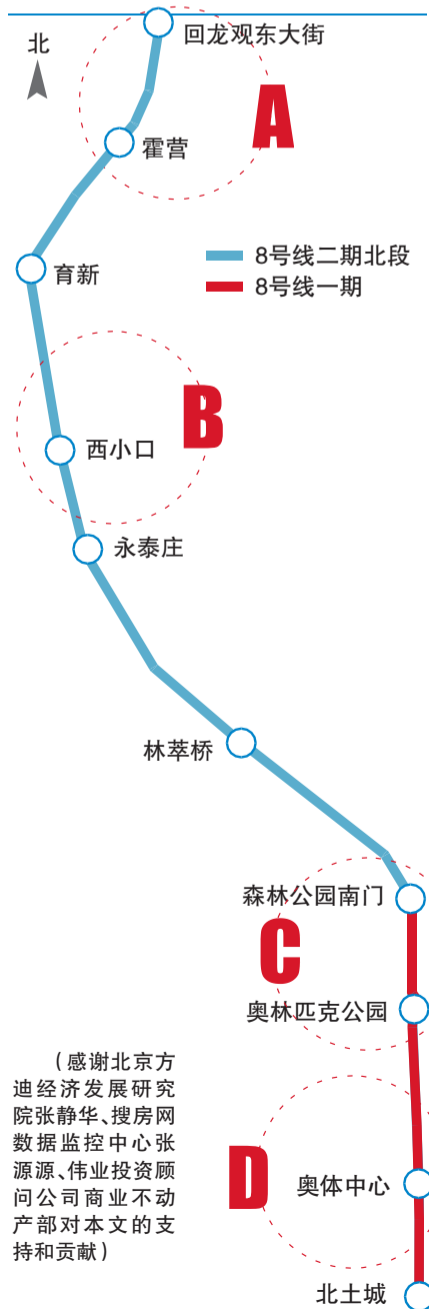 回龙观东大街
北
A
霍营
8号线二期北段
育新
8号线一期
B
西小口
永泰庄
林萃桥
森林公园南门
C
奥林匹克公园
(感谢北京方
迪经济发展研究
院张静华、搜房网
数据监控中心张
源源、伟业投资顾
问公司商业不动
产部对本文的支
持和贡献)
D
奥体中心
北土城